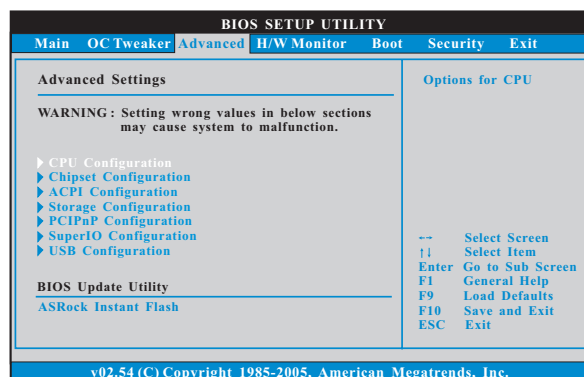 BIOS SETUP UTILITY
Main OC Tweaker Advanced H/W Monitor Boot Security Exit
Advanced Settings
WARNING : Setting wrong values in below sections
may cause system to malfunction.
CPU Configuration
Chipset Configuration
ACPI Configuration
Storage Configuration
PCIPnP Configuration
SuperIO Configuration
USB Configuration
BIOS Update Utility
ASRock Instant Flash
Options for CPU
←→ Select Screen
↑↓ Select Item
Enter Go to Sub Screen
F1 General Help
F9 Load Defaults
F10 Save and Exit
ESC Exit
v02.54 (C) Copyright 1985-2005, American Megatrends, Inc.